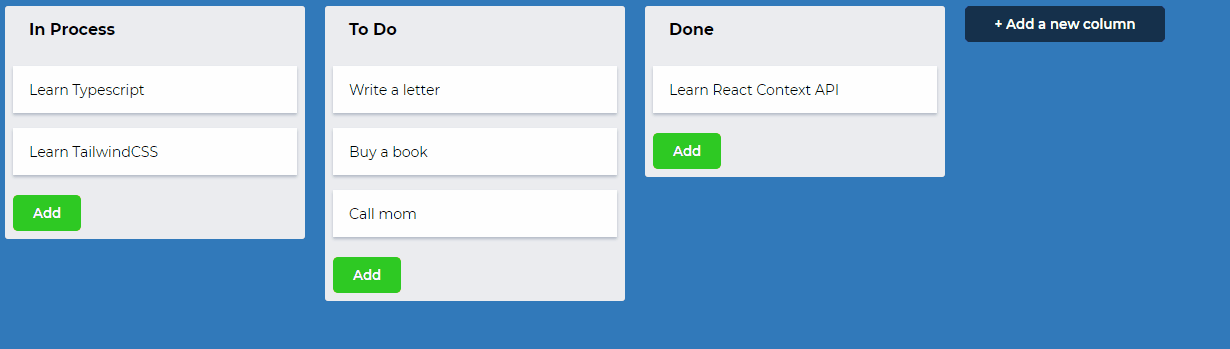 In Process
Learn Typescript
Learn TailwindCSS
Add
To Do
Write a letter
Buy a book
Call mom
Add
Done
Learn React Context API
Add
+ Add a new column